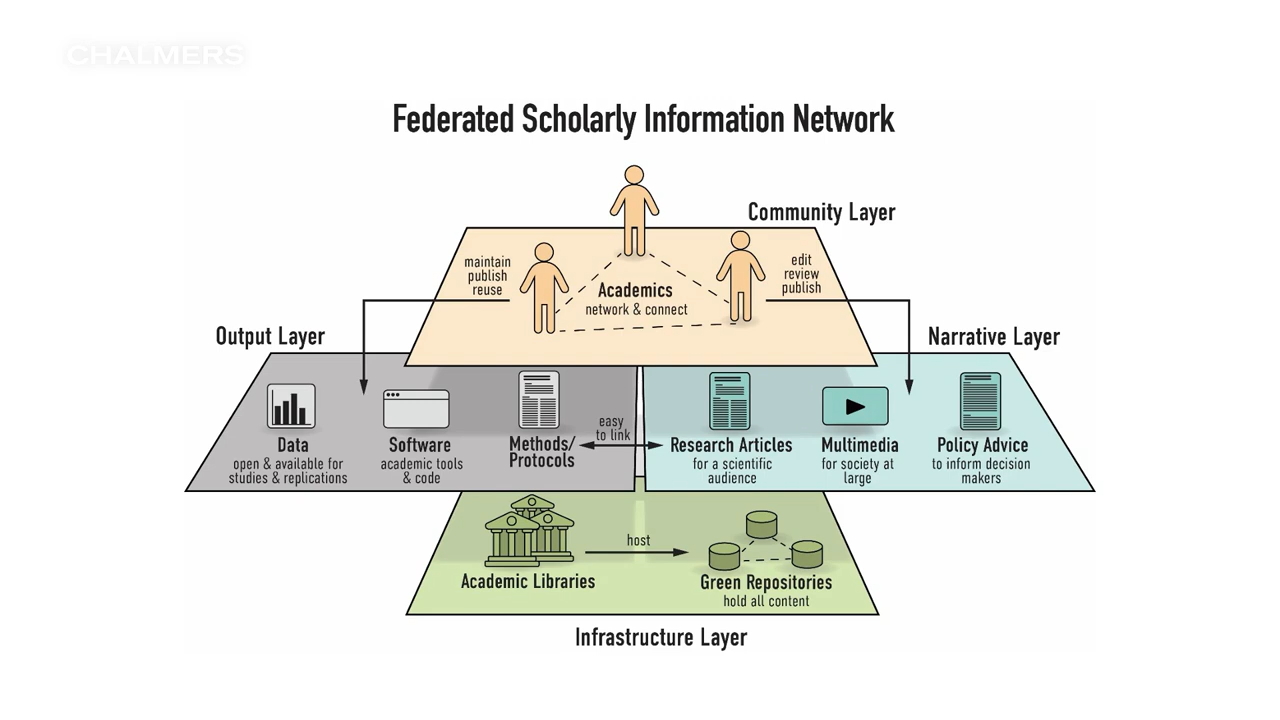 CHALMERS
Federated Scholarly Information Network
Community Layer
maintain
publish
reuse
edit
review
publish
Academics
network & connect
Output Layer
Narrative Layer
Data
open & available for
studies & replications
Software
academic tools
& code
Methods/
Protocols
easy
to link
Research Articles
for a scientific
audience
Multimedia
for society at
large
Policy Advice
to inform decision
makers
Academic Libraries
host
Green Repositories
hold all content
Infrastructure Layer